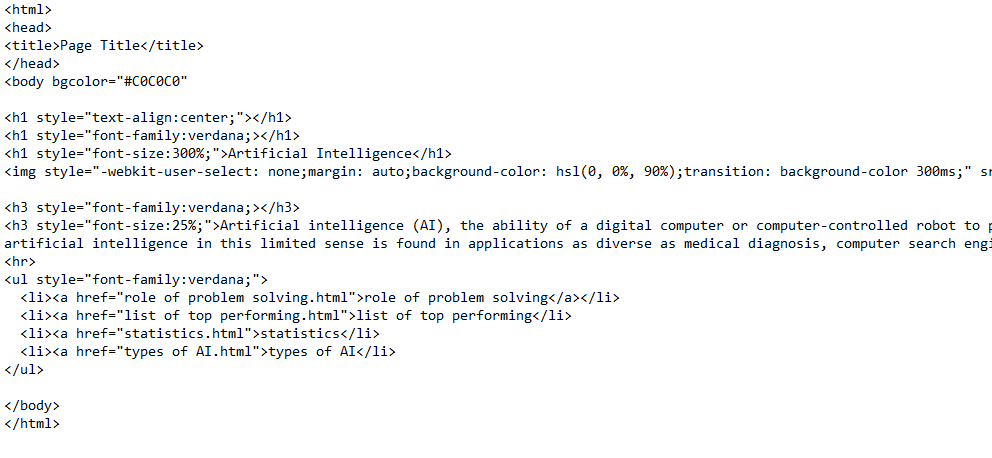 <html>
<head>
<title>Page Title</title>
</head>
<body bgcolor="#C0C0C0"
<h1 style="text-align:center;"></h1>
<h1 style="font-family:verdana;></h1>
<h1 style="font-size:300%;">Artificial Intelligence</h1>
<img style="-webkit-user-select: none;margin: auto;background-color: hsl(0, 0%, 90%);transition: background-color 300ms;" sr
<h3 style="font-family:verdana;></h3>
<h3 style="font-size:25%;">Artificial intelligence (AI), the ability of a digital computer or computer-controlled robot to p
artificial intelligence in this limited sense is found in applications as diverse as medical diagnosis, computer search engi
<hr>
<ul style="font-family:verdana;">
<li><a href="role of problem solving.html">role of problem solving</a></li>
<li><a href="list of top performing.html">list of top performing</li>
<li><a href="statistics.html">statistics</li>
<li><a href="types of AI.html">types of AI</li>
</ul>
</body>
</html>